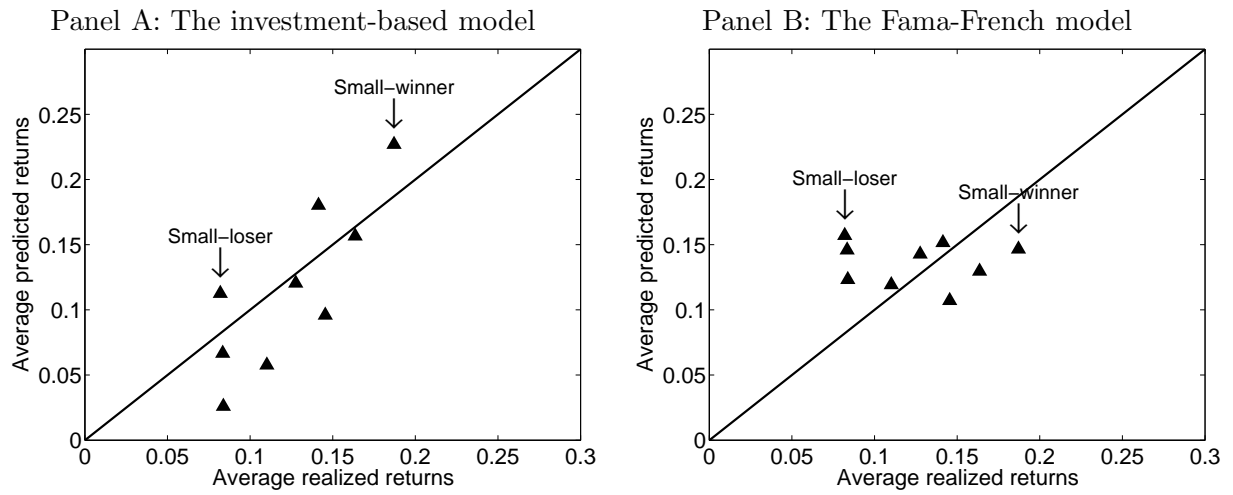 Panel A: The investment-based model
Small−winner
Small−loser
Average predicted returns
0.25
0.2
0.15
0.1
0.05
0
0 0.05 0.1 0.15 0.2 0.25 0.3
Average realized returns
Panel B: The Fama-French model
Small−loser
Small−winner
Average predicted returns
0.25
0.2
0.15
0.1
0.05
0
0 0.05 0.1 0.15 0.2 0.25 0.3
Average realized returns